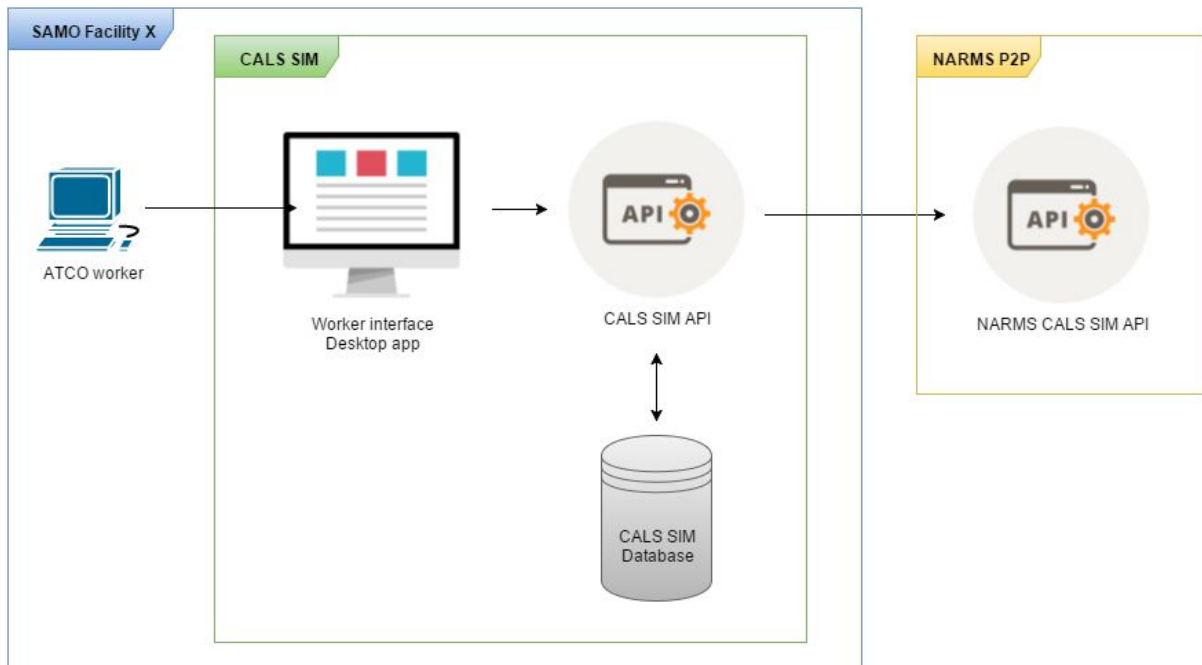 SAMO Facility X
CALS SIM
NARMS P2P
API
API
ATCO worker
Worker interface
Desktop app
CALS SIM API
NARMS CALS SIM API
CALS SIM
Database